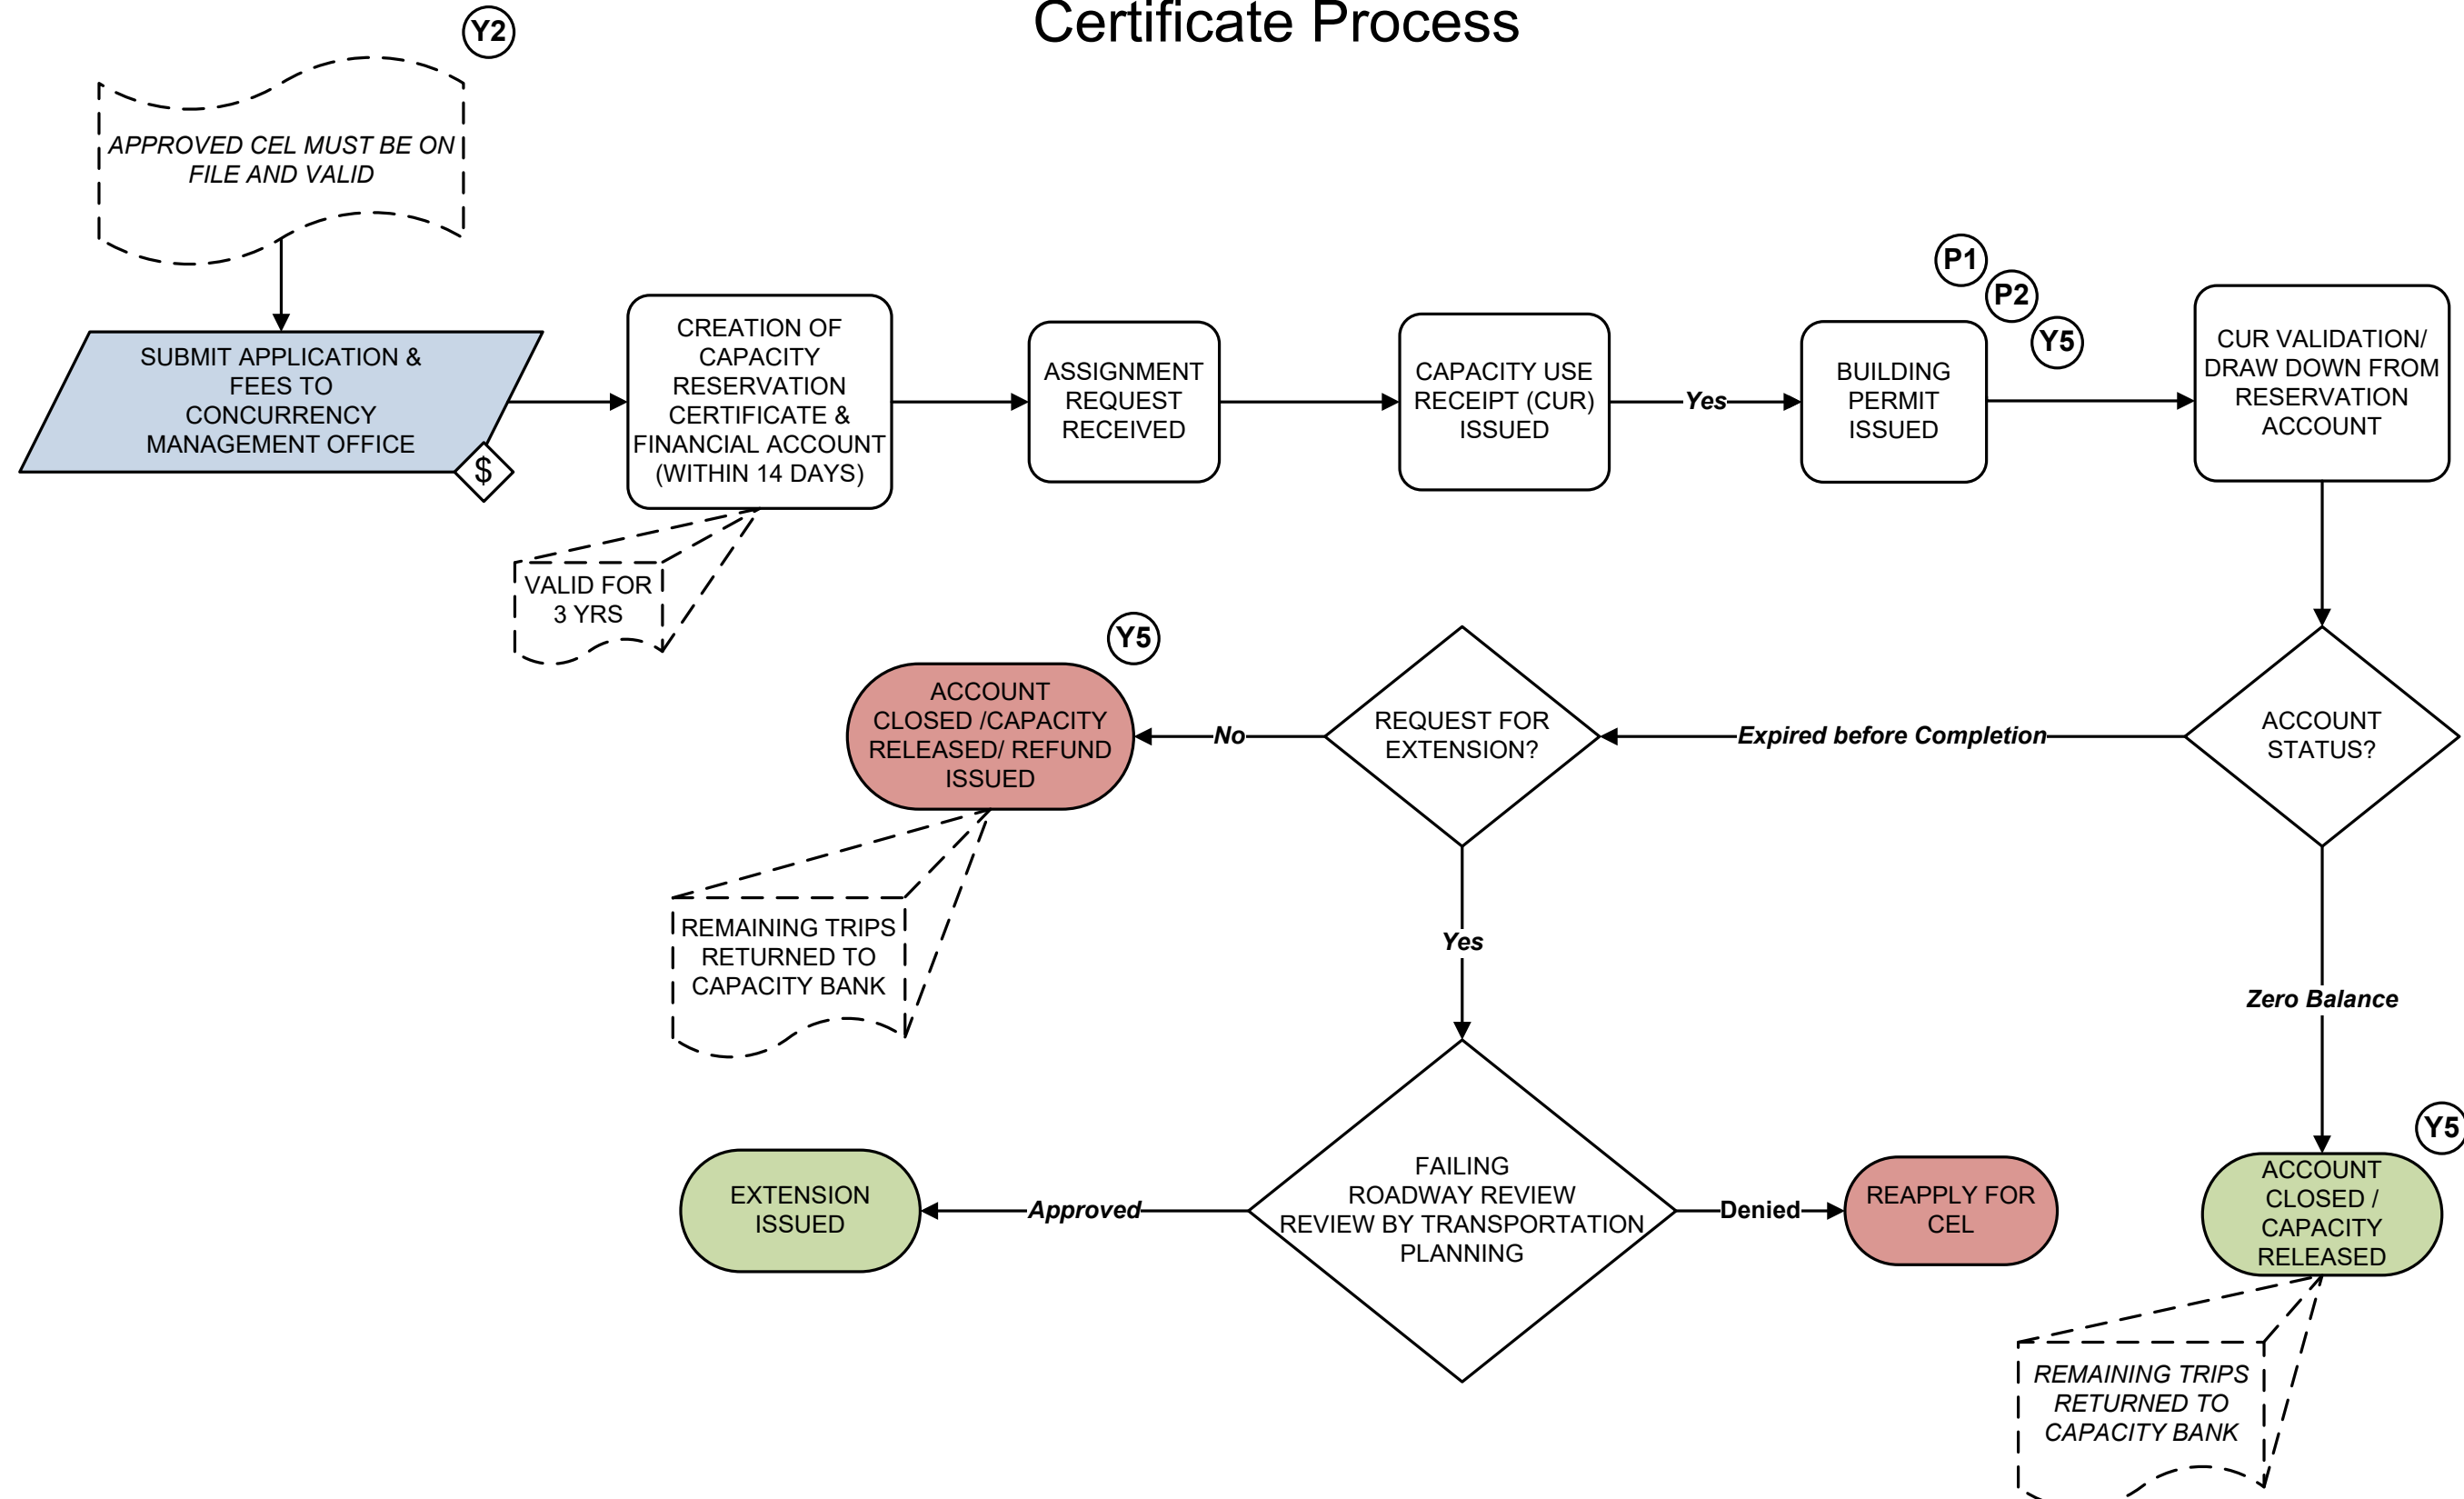 Certificate Process
Y2
APPROVED CEL MUST BE ON
FILE AND VALID
SUBMIT APPLICATION &
FEES TO
CONCURRENCY
MANAGEMENT OFFICE
$
CREATION OF
CAPACITY
RESERVATION
CERTIFICATE &
FINANCIAL ACCOUNT
(WITHIN 14 DAYS)
VALID FOR
3 YRS
ASSIGNMENT
REQUEST
RECEIVED
CAPACITY USE
RECEIPT (CUR)
ISSUED
Yes
P1
P2
Y5
BUILDING
PERMIT
ISSUED
CUR VALIDATION/
DRAW DOWN FROM
RESERVATION
ACCOUNT
ACCOUNT
STATUS?
Expired before Completion
REQUEST FOR
EXTENSION?
No
Y5
ACCOUNT
CLOSED /CAPACITY
RELEASED/ REFUND
ISSUED
REMAINING TRIPS
RETURNED TO
CAPACITY BANK
Yes
Zero Balance
FAILING
ROADWAY REVIEW
REVIEW BY TRANSPORTATION
PLANNING
Approved
EXTENSION
ISSUED
Denied
REAPPLY FOR
CEL
Y5
ACCOUNT
CLOSED /
CAPACITY
RELEASED
REMAINING TRIPS
RETURNED TO
CAPACITY BANK